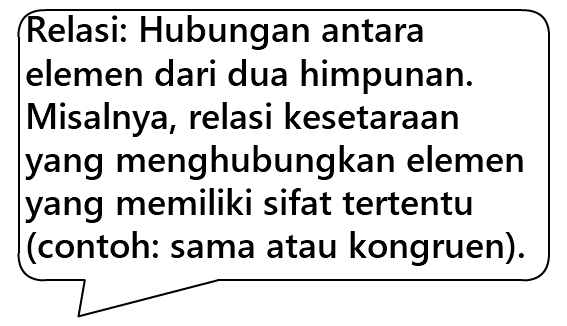 Relasi: Hubungan antara
elemen dari dua himpunan.
Misalnya, relasi kesetaraan
yang menghubungkan elemen
yang memiliki sifat tertentu
(contoh: sama atau kongruen).